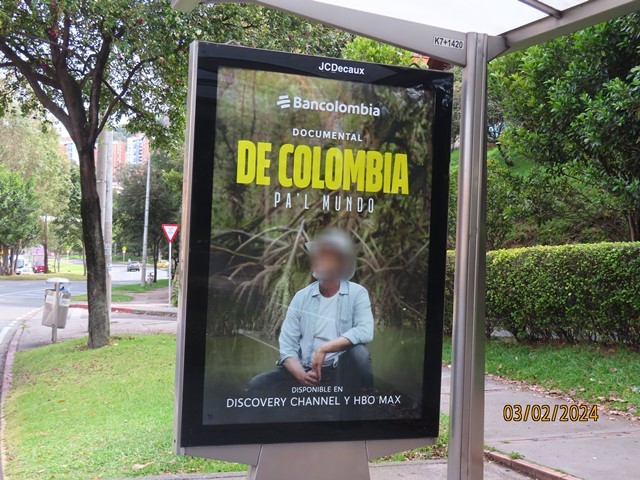 K7+1420
JCDecaux
Bancolombia
DOCUMENTAL
DE COLOMBIA
PA'L MUNDO
DISPONIBLE EN
DISCOVERY CHANNEL Y HBO MAX
03/02/2024